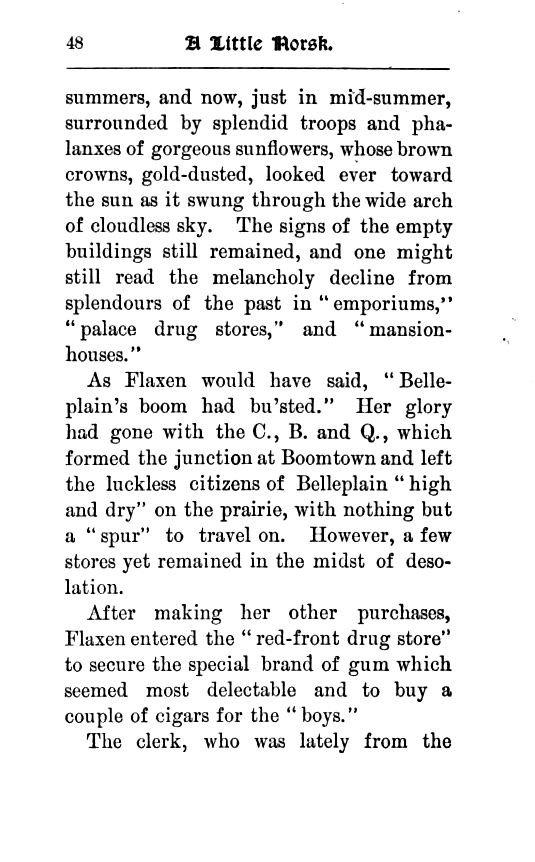 48 A Little Norsk.
summers, and now, just in mid-summer,
surrounded by splendid troops and pha-
lanxes of gorgeous sunflowers, whose brown
crowns, gold-dusted, looked ever toward
the sun as it swung through the wide arch
of cloudless sky. The signs of the empty
buildings still remained, and one might
still read the melancholy decline from
splendours of the past in "emporiums,"
"palace drug stores," and "mansion-
houses."
As Flaxen would have said, "Belle-
plain's boom had bu'sted." Her glory
had gone with the C., B. and Q., which
formed the junction at Boomtown and left
the luckless citizens of Belleplain "high
and dry" on the prairie, with nothing but
a "spur" to travel on. However, a few
stores yet remained in the midst of deso-
lation.
After making her other purchases,
Flaxen entered the "red-front drug store"
to secure the special brand of gum which
seemed most delectable and to buy a
couple of cigars for the "boys."
The clerk, who was lately from the